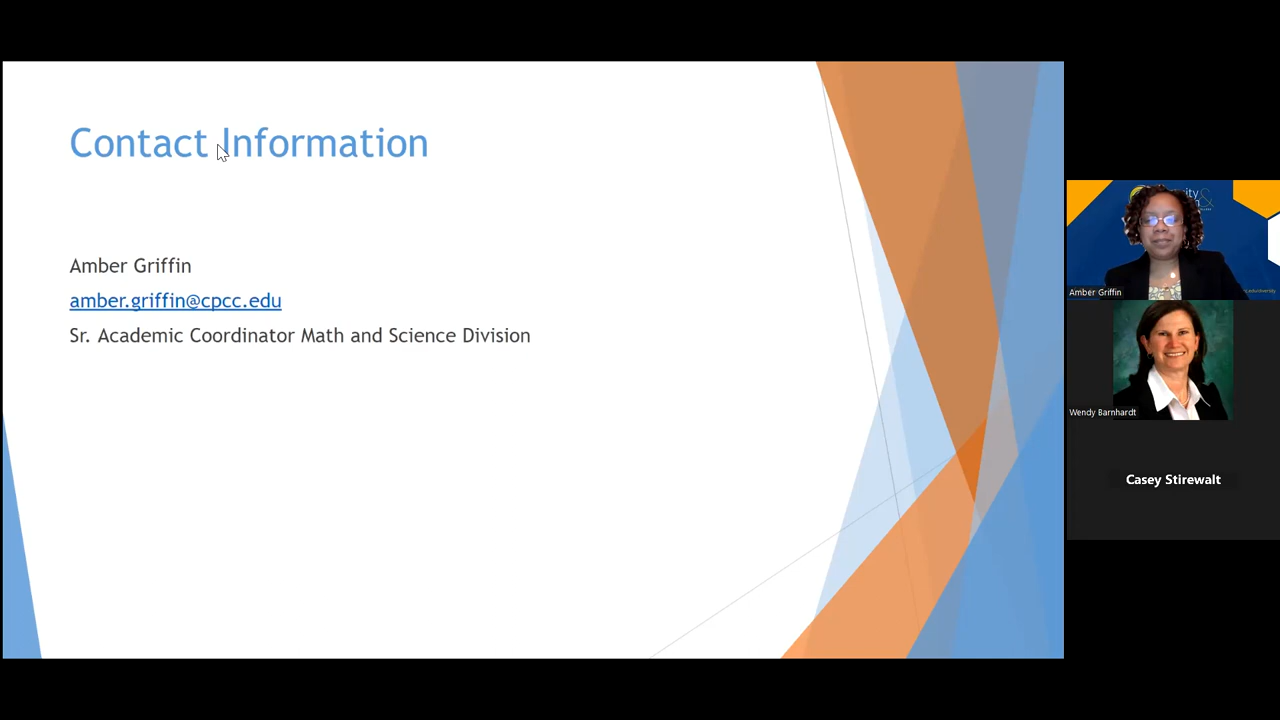 Contact Information
Amber Griffin
amber.griffin@cpcc.edu
Sr. Academic Coordinator Math and Science Division
Amber Griffin
Wendy Barnhardt
Casey Stirewalt